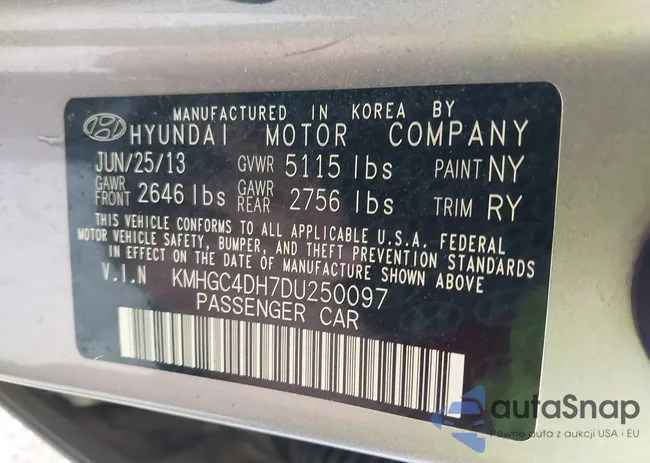 MANUFACTURED IN KOREA BY
HYUNDAI MOTOR COMPANY
JUN/25/13 GVWR 5115 lbs PAINT NY
GAWR FRONT 2646 lbs GAWR REAR 2756 lbs TRIM RY
THIS VEHICLE CONFORMS TO ALL APPLICABLE U.S.A. FEDERAL
MOTOR VEHICLE SAFETY, BUMPER, AND THEFT PREVENTION STANDARDS
IN EFFECT ON THE DATE OF MANUFACTURE SHOWN ABOVE.
V.I.N KMHGC4DH7DU250097
PASSENGER CAR
autaSnap
Pewne auta z aukcji USA i EU